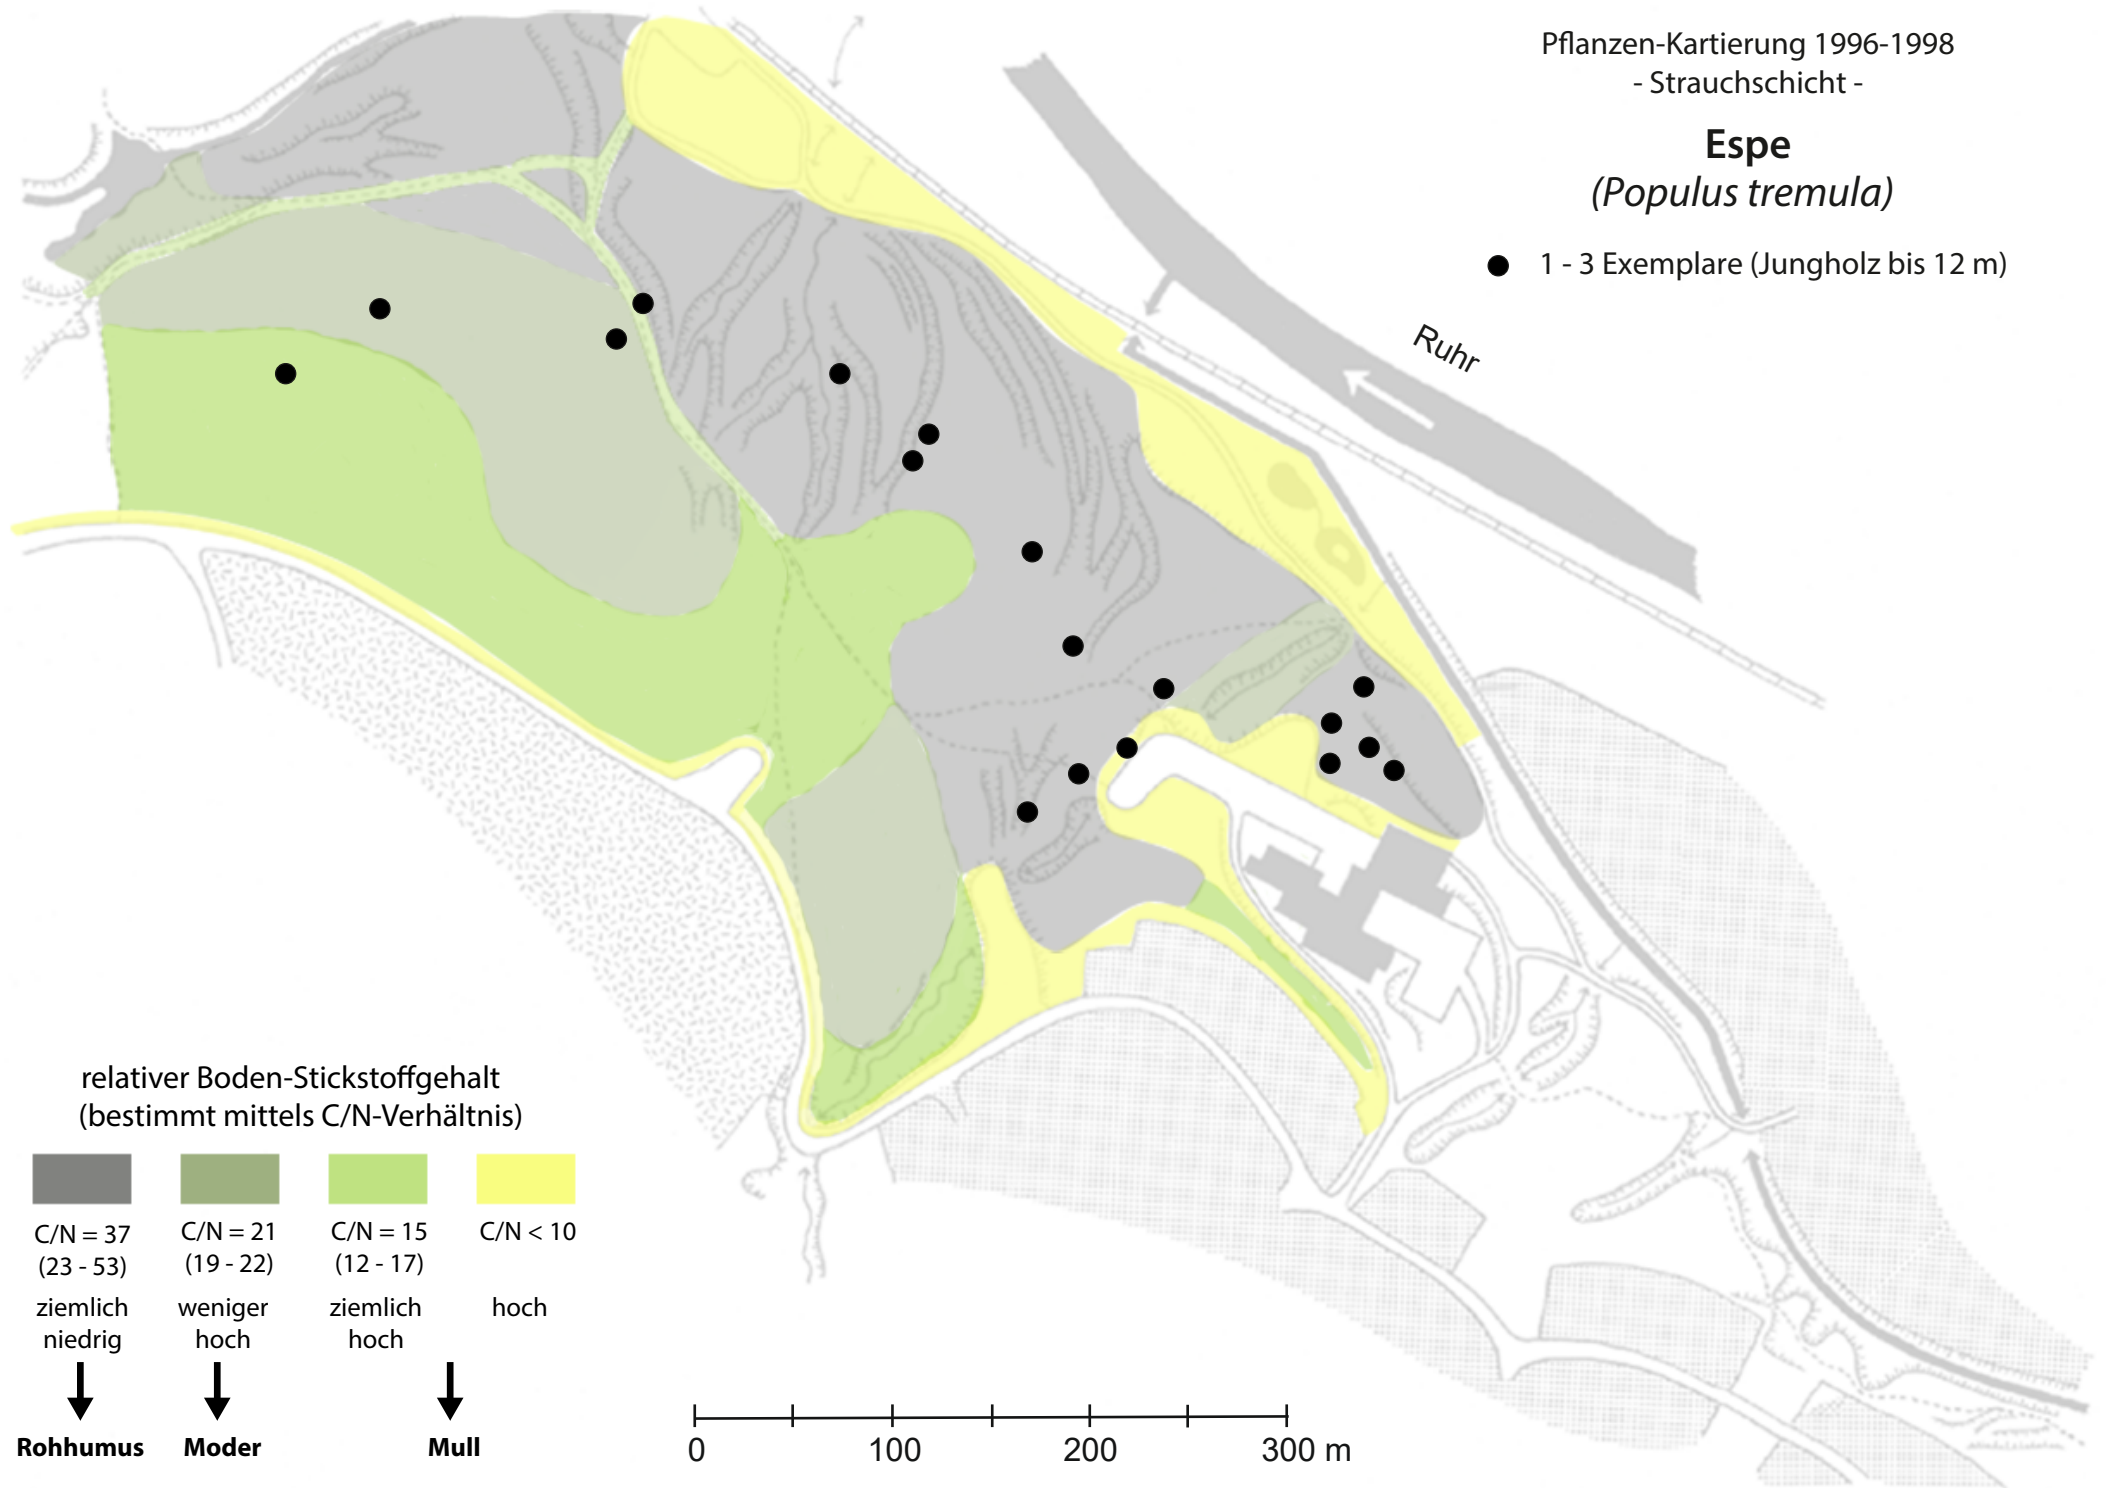 Pflanzen-Kartierung 1996-1998
- Strauchschicht -
Espe
(Populus tremula)
1 - 3 Exemplare (Jungholz bis 12 m)
Ruhr
relativer Boden-Stickstoffgehalt
(bestimmt mittels C/N-Verhältnis)
C/N = 37
(23 - 53)
ziemlich
niedrig
Rohhumus
C/N = 21
(19 - 22)
weniger
hoch
Moder
C/N = 15
(12 - 17)
ziemlich
hoch
C/N < 10
hoch
Mull
0 100 200 300 m